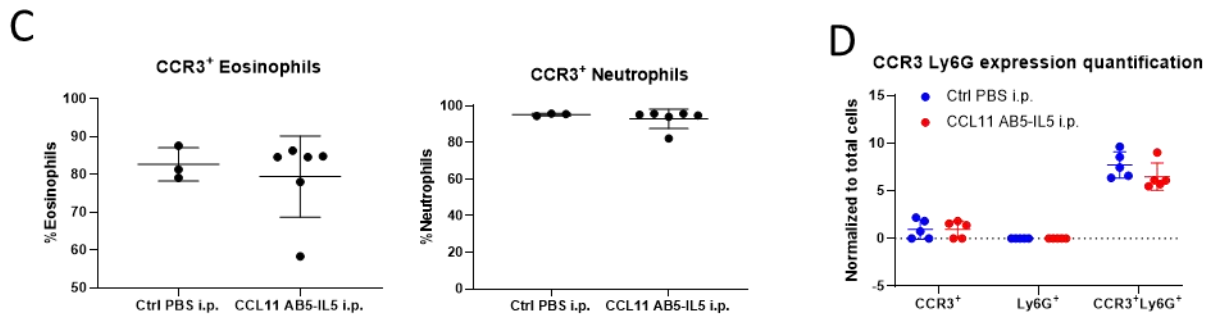 C
CCR3⁺ Eosinophils
%Eosinophils
100
90
80
70
60
50
Ctrl PBS i.p.
CCL11 AB5-IL5 i.p.
CCR3⁺ Neutrophils
%Neutrophils
100
80
60
40
20
0
Ctrl PBS i.p.
CCL11 AB5-IL5 i.p.
D
CCR3 Ly6G expression quantification
Normalized to total cells
15
10
5
0
-5
Ctrl PBS i.p.
CCL11 AB5-IL5 i.p.
CCR3⁺
Ly6G⁺
CCR3⁺Ly6G⁺